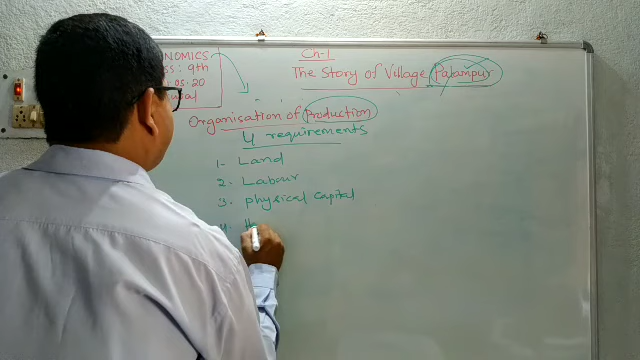 NOMICS
SS: 9th
.05.20
Ch-1
The Story of Village Palampur
Organisation of Production
4 requirements
1- Land
2. Labour
3. Physical Capital
4. H